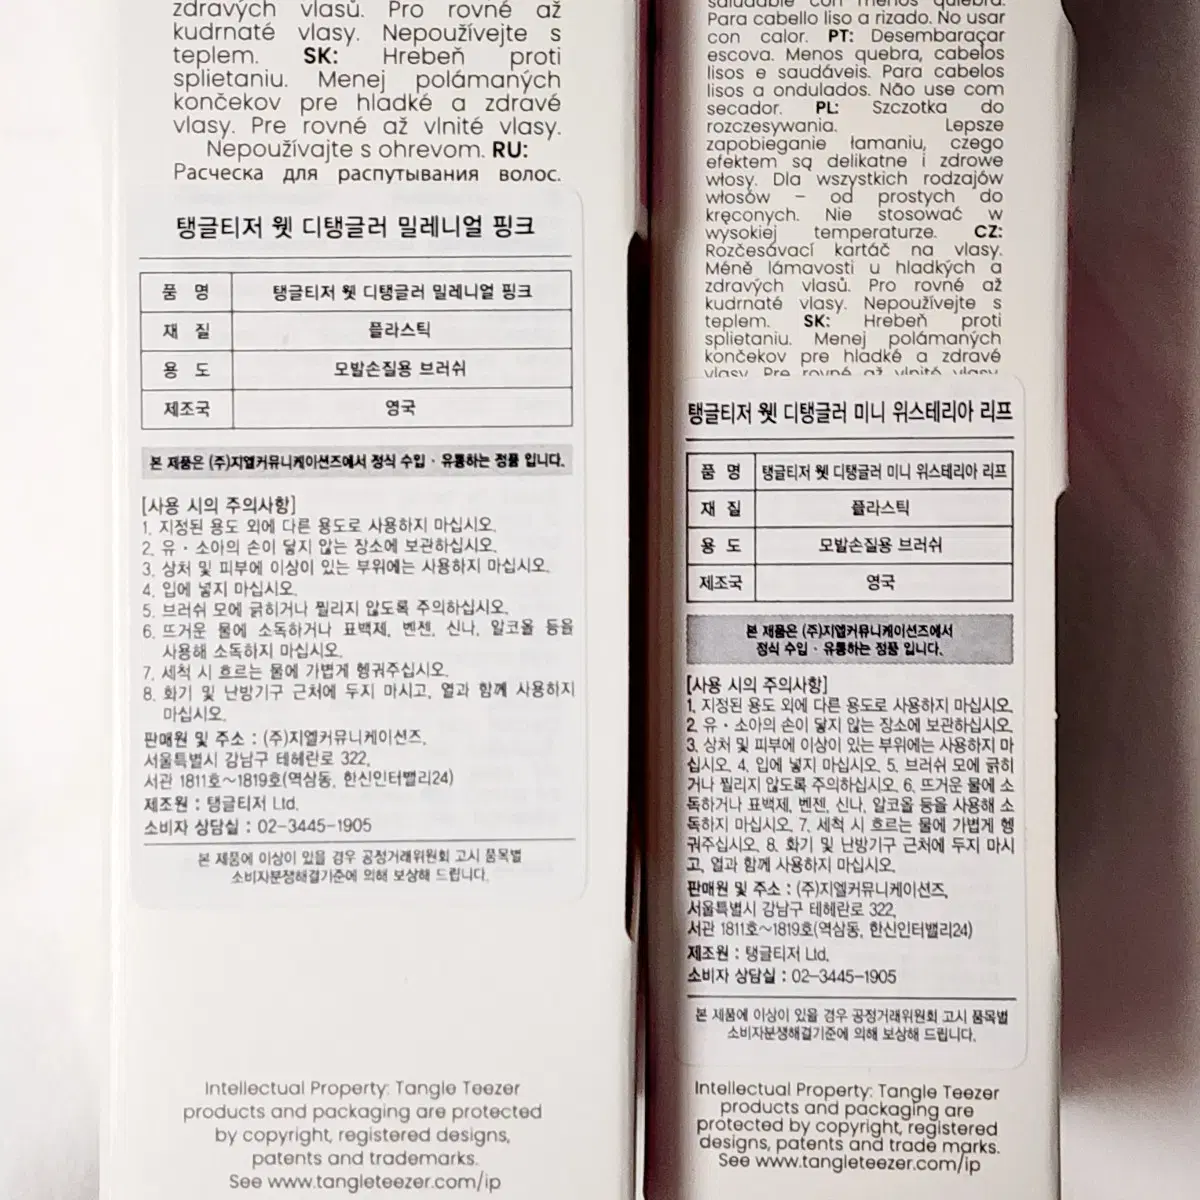 zdravých vlasů. Pro rovné až
kudrnaté vlasy. Nepoužívejte s
teplem. SK: Hrebeň proti
splietaniu. Menej polámaných
končekov pre hladké a zdravé
vlasy. Pre rovné až vlnité vlasy.
Nepoužívajte s ohrevom. RU:
Расческа для распутывания волос.
탱글티저 웻 디탱글러 밀레니얼 핑크
품 명 탱글티저 웻 디탱글러 밀레니얼 핑크
재 질 플라스틱
용 도 모발손질용 브러쉬
제조국 영국
본 제품은 (주)지엘커뮤니케이션즈에서 정식 수입 · 유통하는 정품 입니다.
[사용 시의 주의사항]
1. 지정된 용도 외에 다른 용도로 사용하지 마십시오.
2. 유 · 소아의 손이 닿지 않는 장소에 보관하십시오.
3. 상처 및 피부에 이상이 있는 부위에는 사용하지 마십시오.
4. 입에 넣지 마십시오.
5. 브러쉬 모에 긁히거나 찔리지 않도록 주의하십시오.
6. 뜨거운 물에 소독하거나 표백제, 벤젠, 신나, 알코올 등을
사용해 소독하지 마십시오.
7. 세척 시 흐르는 물에 가볍게 헹궈주십시오.
8. 화기 및 난방기구 근처에 두지 마시고, 열과 함께 사용하지
마십시오.
판매원 및 주소 : (주)지엘커뮤니케이션즈,
서울특별시 강남구 테헤란로 322,
서관 1811호~1819호(역삼동, 한신인터밸리24)
제조원 : 탱글티저 Ltd.
소비자 상담실 : 02-3445-1905
본 제품에 이상이 있을 경우 공정거래위원회 고시 품목별
소비자분쟁해결기준에 의해 보상해 드립니다.
Intellectual Property: Tangle Teezer
products and packaging are protected
by copyright, registered designs,
patents and trademarks.
See www.tangleteezer.com/ip
saludable con menos quiebra.
Para cabello liso a rizado. No usar
con calor. PT: Desembaraçar
escova. Menos quebra, cabelos
lisos e saudáveis. Para cabelos
lisos a ondulados. Não use com
secador. PL: Szczotka do
rozczesywania. Lepsze
zapobieganie łamaniu, czego
efektem są delikatne i zdrowe
włosy. Dla wszystkich rodzajów
włosów – od prostych do
kręconych. Nie stosować w
wysokiej temperaturze. CZ:
Rozčesávací kartáč na vlasy.
Méně lámavosti u hladkých a
zdravých vlasů. Pro rovné až
kudrnaté vlasy. Nepoužívejte s
teplem. SK: Hrebeň proti
splietaniu. Menej polámaných
končekov pre hladké a zdravé
vlasy. Pre rovné až vlnité vlasy.
탱글티저 웻 디탱글러 미니 위스테리아 리프
품 명 탱글티저 웻 디탱글러 미니 위스테리아 리프
재 질 플라스틱
용 도 모발손질용 브러쉬
제조국 영국
본 제품은 (주)지엘커뮤니케이션즈에서
정식 수입 · 유통하는 정품 입니다.
[사용 시의 주의사항]
1. 지정된 용도 외에 다른 용도로 사용하지 마십시오.
2. 유 · 소아의 손이 닿지 않는 장소에 보관하십시오.
3. 상처 및 피부에 이상이 있는 부위에는 사용하지 마
십시오. 4. 입에 넣지 마십시오. 5. 브러쉬 모에 긁히
거나 찔리지 않도록 주의하십시오. 6. 뜨거운 물에 소
독하거나 표백제, 벤젠, 신나, 알코올 등을 사용해 소
독하지 마십시오. 7. 세척 시 흐르는 물에 가볍게 헹
궈주십시오. 8. 화기 및 난방기구 근처에 두지 마시
고, 열과 함께 사용하지 마십시오.
판매원 및 주소 : (주)지엘커뮤니케이션즈,
서울특별시 강남구 테헤란로 322,
서관 1811호~1819호(역삼동, 한신인터밸리24)
제조원 : 탱글티저 Ltd.
소비자 상담실 : 02-3445-1905
본 제품에 이상이 있을 경우 공정거래위원회 고시 품목별
소비자분쟁해결기준에 의해 보상해 드립니다.
Intellectual Property: Tangle Teezer
products and packaging are
protected by copyright, registered
designs, patents and trade marks.
See www.tangleteezer.com/ip